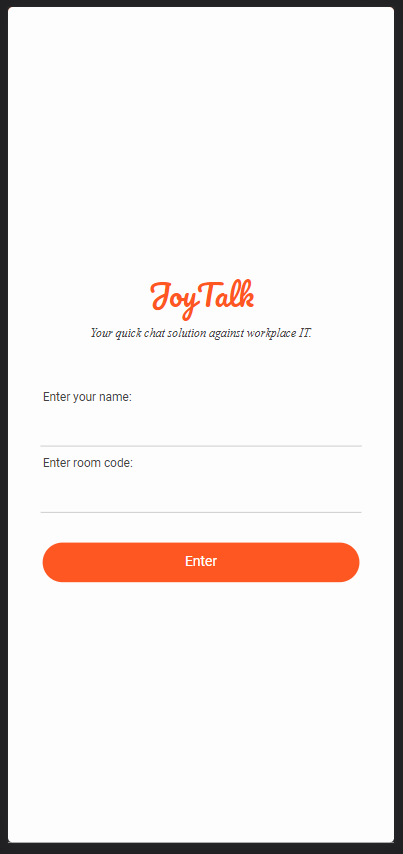 JoyTalk
Your quick chat solution against workplace IT.
Enter your name:
Enter room code:
Enter